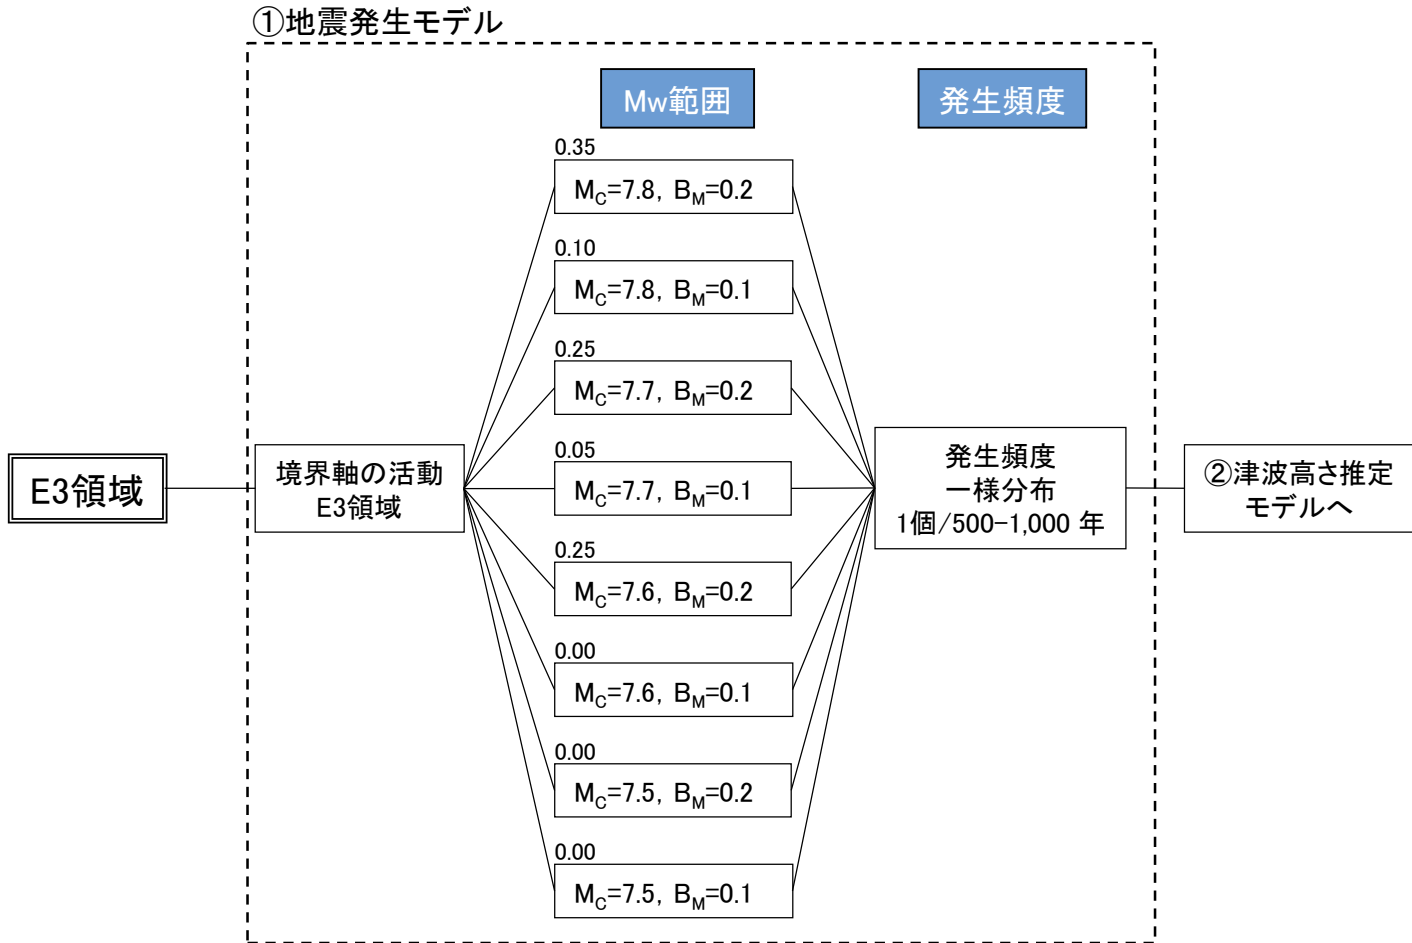 ①地震発生モデル
Mw範囲
発生頻度
0.35
MC=7.8, BM=0.2
0.10
MC=7.8, BM=0.1
0.25
MC=7.7, BM=0.2
0.05
MC=7.7, BM=0.1
0.25
MC=7.6, BM=0.2
0.00
MC=7.6, BM=0.1
0.00
MC=7.5, BM=0.2
0.00
MC=7.5, BM=0.1
E3領域
境界軸の活動
E3領域
発生頻度
一様分布
1個/500-1,000 年
②津波高さ推定
モデルへ